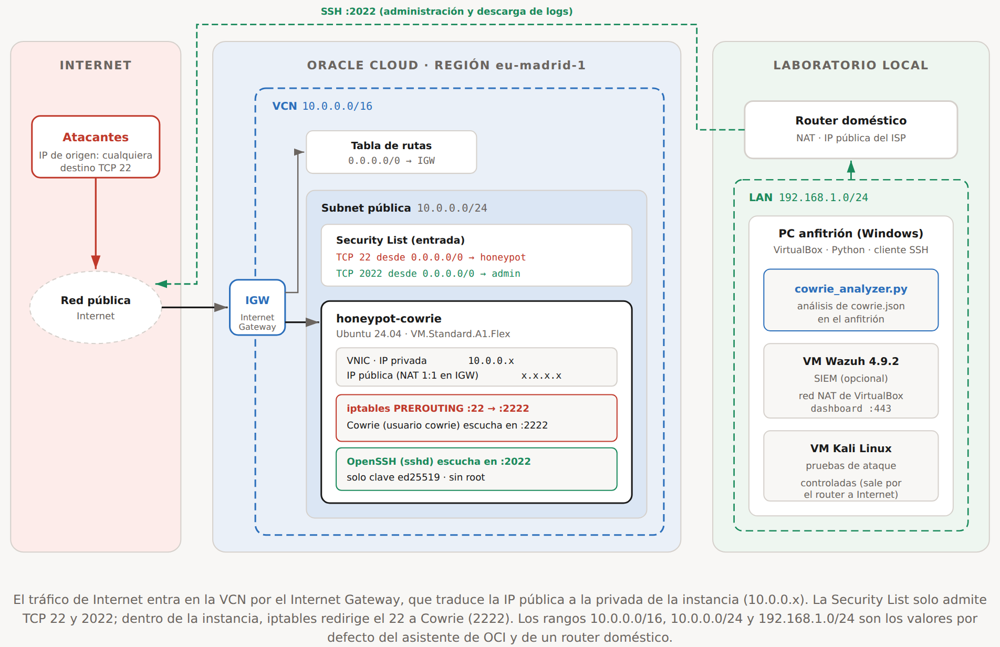 SSH :2022 (administración y descarga de logs)
INTERNET
Atacantes
IP de origen: cualquiera
destino TCP 22
Red pública
Internet
ORACLE CLOUD · REGIÓN eu-madrid-1
VCN 10.0.0.0/16
Tabla de rutas
0.0.0.0/0 → IGW
Subnet pública 10.0.0.0/24
Security List (entrada)
TCP 22 desde 0.0.0.0/0 → honeypot
TCP 2022 desde 0.0.0.0/0 → admin
IGW
Internet
Gateway
honeypot-cowrie
Ubuntu 24.04 · VM.Standard.A1.Flex
VNIC · IP privada 10.0.0.x
IP pública (NAT 1:1 en IGW) x.x.x.x
iptables PREROUTING :22 → :2222
Cowrie (usuario cowrie) escucha en :2222
OpenSSH (sshd) escucha en :2022
solo clave ed25519 · sin root
LABORATORIO LOCAL
Router doméstico
NAT · IP pública del ISP
LAN 192.168.1.0/24
PC anfitrión (Windows)
VirtualBox · Python · cliente SSH
cowrie_analyzer.py
análisis de cowrie.json
en el anfitrión
VM Wazuh 4.9.2
SIEM (opcional)
red NAT de VirtualBox
dashboard :443
VM Kali Linux
pruebas de ataque
controladas (sale por
el router a Internet)
El tráfico de Internet entra en la VCN por el Internet Gateway, que traduce la IP pública a la privada de la instancia (10.0.0.x). La Security List solo admite
TCP 22 y 2022; dentro de la instancia, iptables redirige el 22 a Cowrie (2222). Los rangos 10.0.0.0/16, 10.0.0.0/24 y 192.168.1.0/24 son los valores por
defecto del asistente de OCI y de un router doméstico.